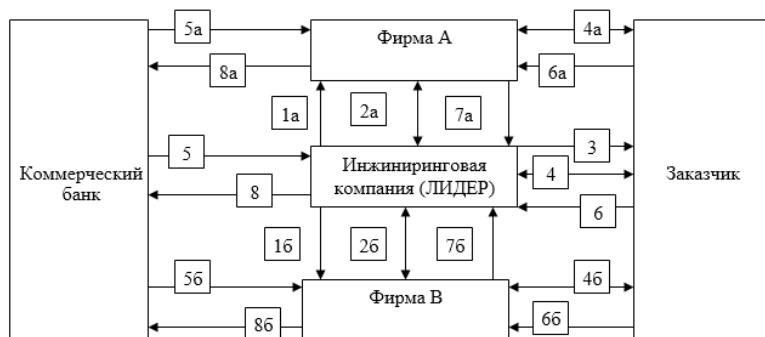 5а
Фирма А
4а
8а
6а
1а
2а
7а
3
5
Коммерческий
банк
Инжиниринговая
компания (ЛИДЕР)
4
Заказчик
8
6
1б
2б
7б
5б
4б
Фирма В
8б
6б